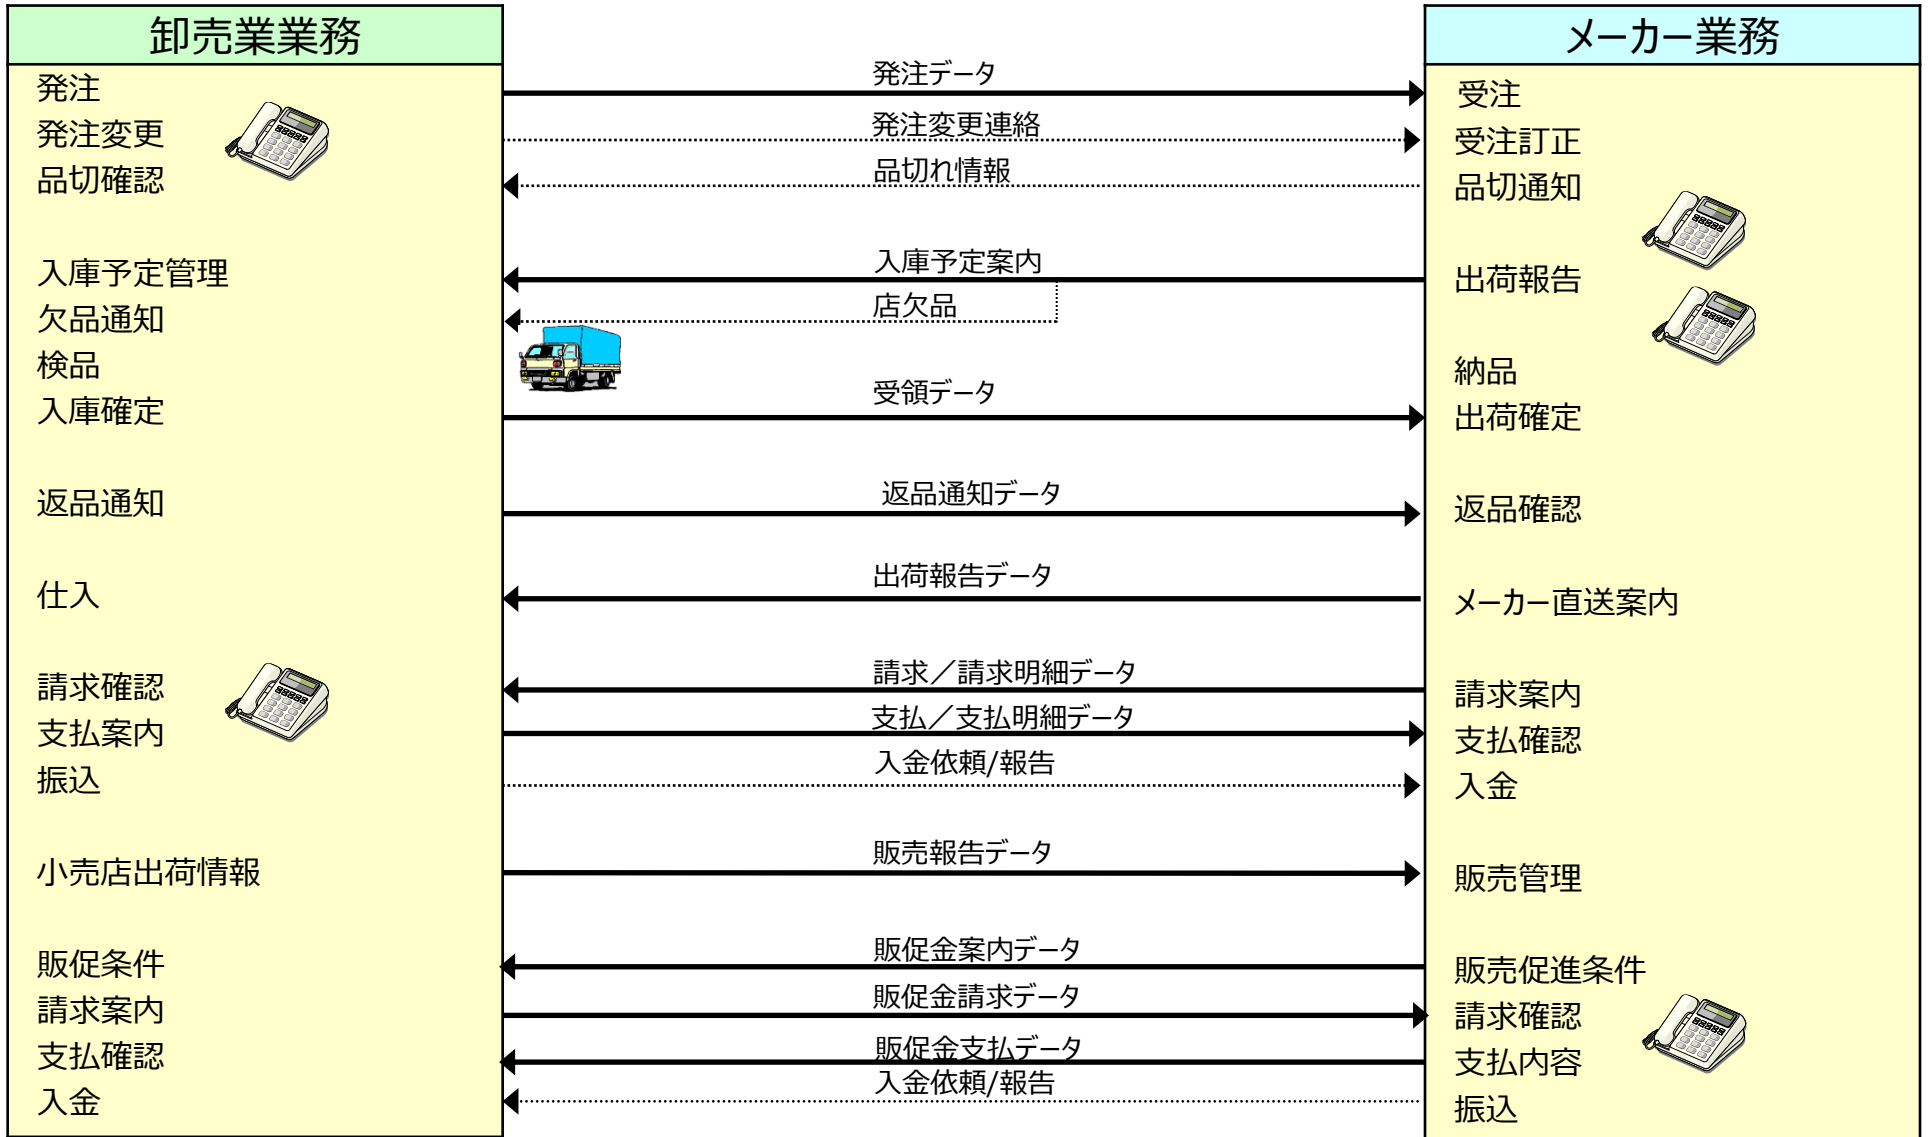 卸売業業務
メーカー業務
発注
発注データ
受注
発注変更
発注変更連絡
受注訂正
品切確認
品切れ情報
品切通知
入庫予定管理
入庫予定案内
出荷報告
欠品通知
店欠品
検品
納品
入庫確定
受領データ
出荷確定
返品通知
返品通知データ
返品確認
仕入
出荷報告データ
メーカー直送案内
請求確認
請求／請求明細データ
請求案内
支払案内
支払／支払明細データ
支払確認
振込
入金依頼/報告
入金
小売店出荷情報
販売報告データ
販売管理
販促条件
販促金案内データ
販売促進条件
請求案内
販促金請求データ
請求確認
支払確認
販促金支払データ
支払内容
入金
入金依頼/報告
振込